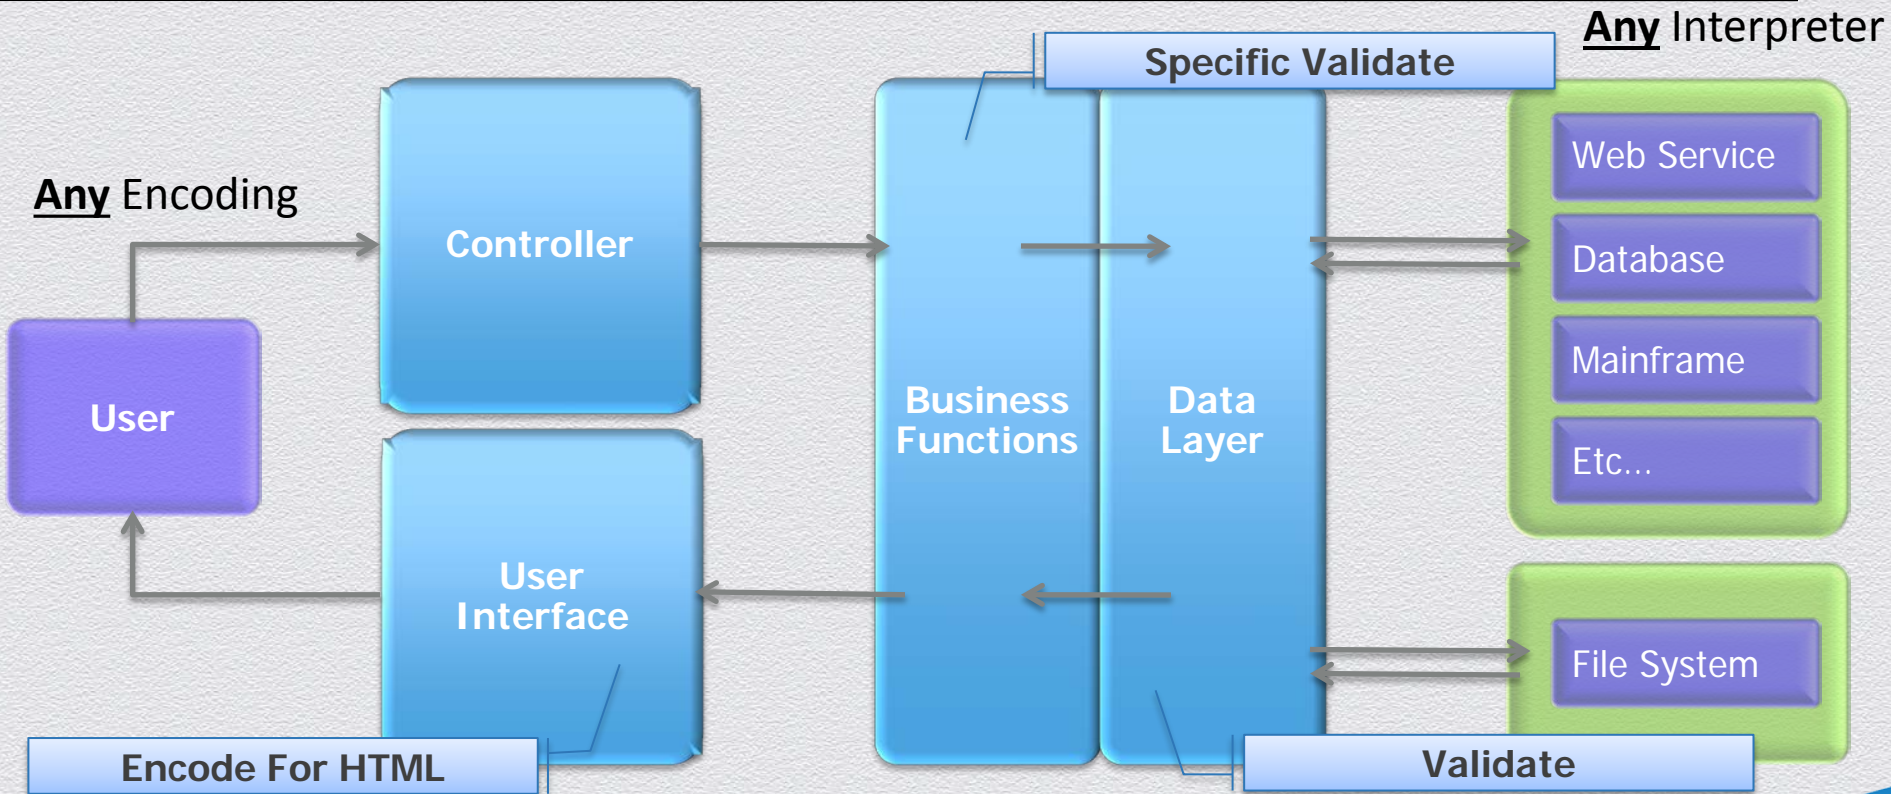 Any Interpreter
Specific Validate
Any Encoding
Controller
Web Service
Database
Mainframe
Etc...
User
Business
Functions
Data
Layer
User
Interface
File System
Encode For HTML
Validate